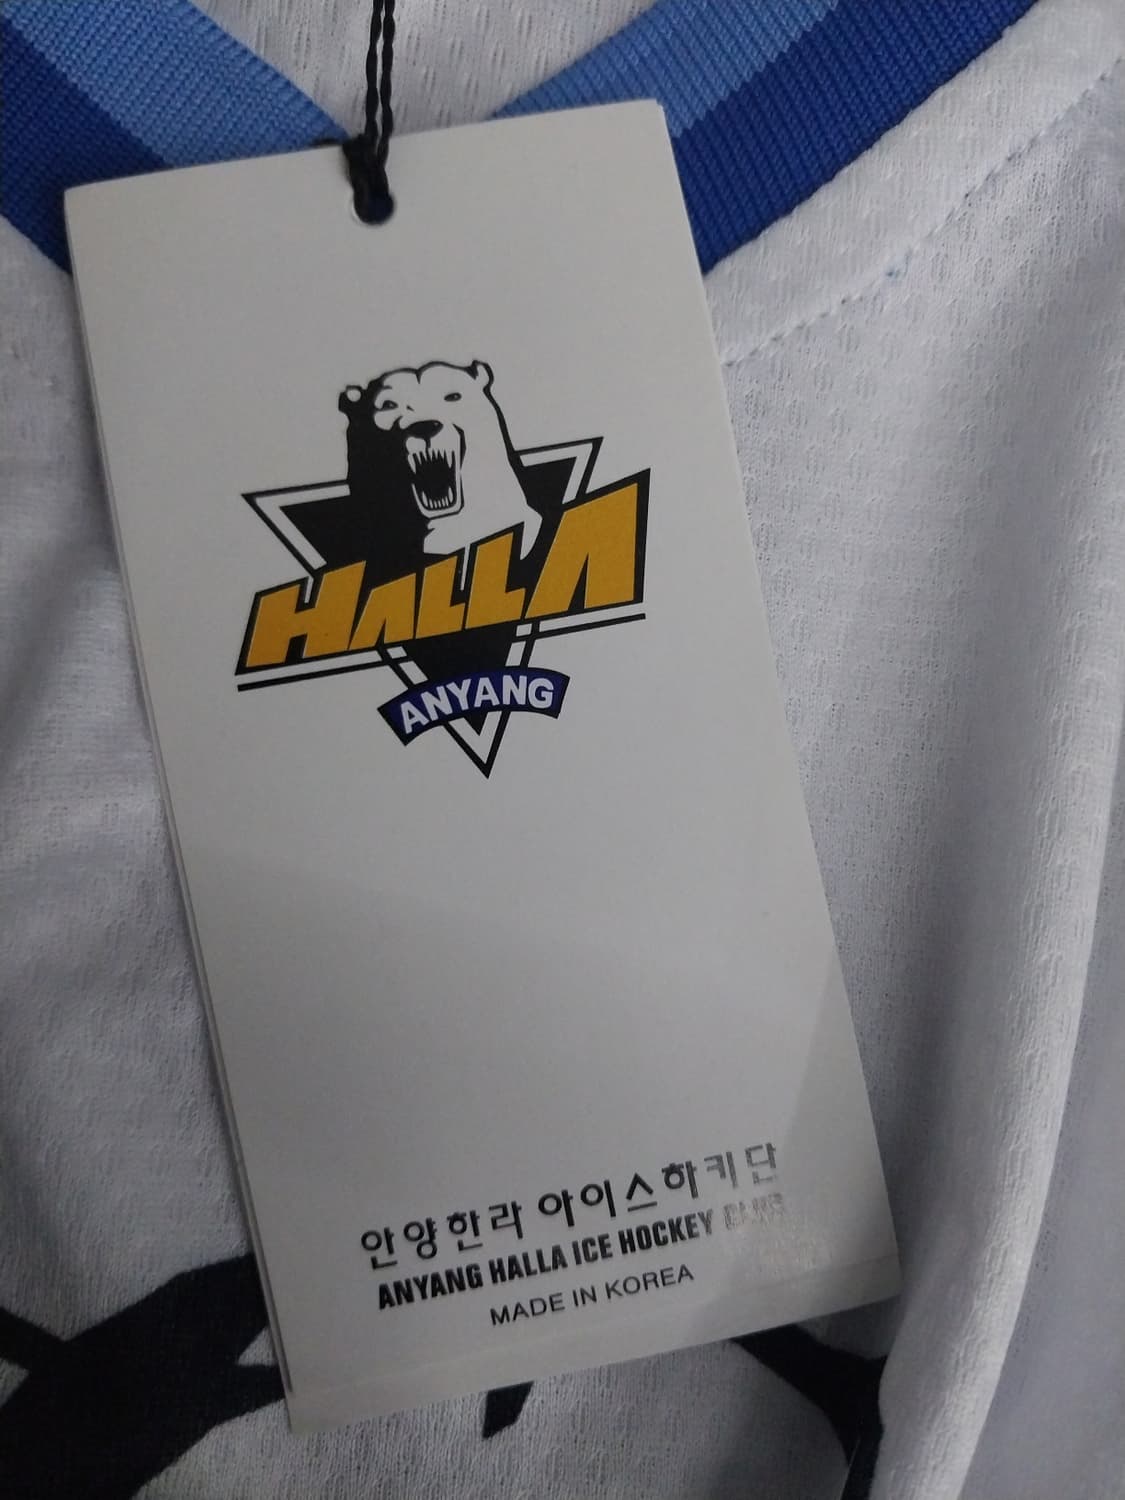 HALLA
ANYANG
안양한라 아이스하키단
ANYANG HALLA ICE HOCKEY CLUB
MADE IN KOREA